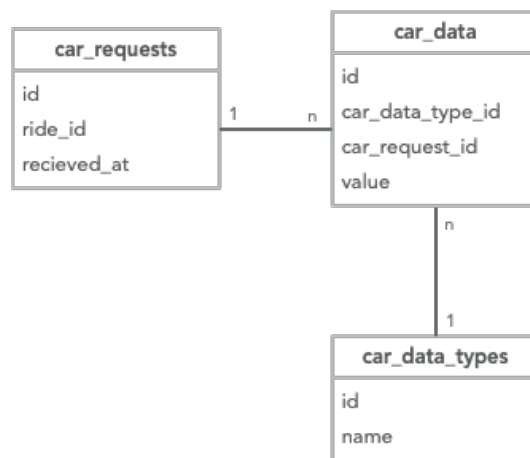 car_requests
id
ride_id
recieved_at
1
n
car_data
id
car_data_type_id
car_request_id
value
n
1
car_data_types
id
name